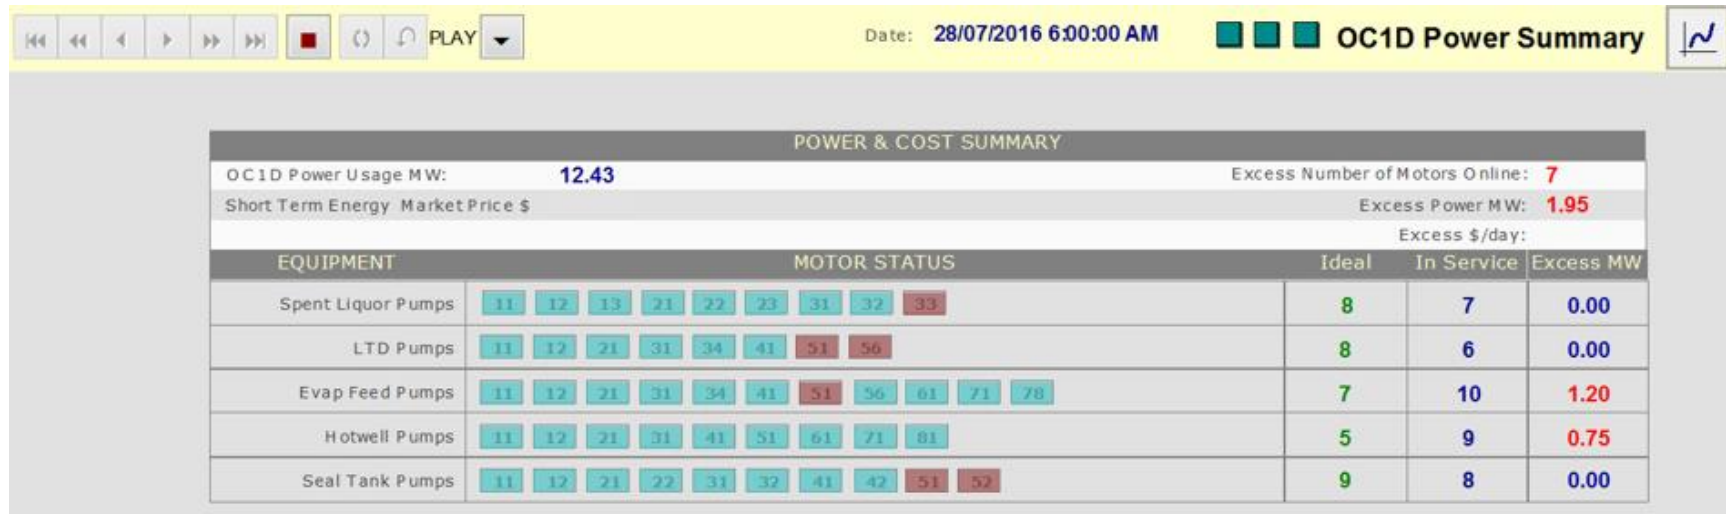 PLAY Date: 28/07/2016 6:00:00 AM OC1D Power Summary
POWER & COST SUMMARY
OC1D Power Usage MW: 12.43 Excess Number of Motors Online: 7
Short Term Energy Market Price $ Excess Power MW: 1.95
Excess $/day:
EQUIPMENT MOTOR STATUS Ideal In Service Excess MW
Spent Liquor Pumps 11 12 13 21 22 23 31 32 33 8 7 0.00
LTD Pumps 11 12 21 31 34 41 51 56 8 6 0.00
Evap Feed Pumps 11 12 21 31 34 41 51 56 61 71 78 7 10 1.20
Hotwell Pumps 11 12 21 31 41 51 61 71 81 5 9 0.75
Seal Tank Pumps 11 12 21 22 31 32 41 42 51 52 9 8 0.00